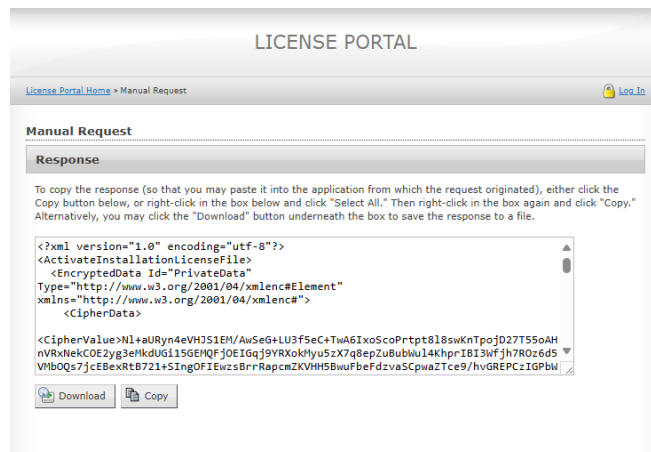 LICENSE PORTAL
License Portal Home » Manual Request
Log In
Manual Request
Response
To copy the response (so that you may paste it into the application from which the request originated), either click the
Copy button below, or right-click in the box below and click "Select All." Then right-click in the box again and click "Copy."
Alternatively, you may click the "Download" button underneath the box to save the response to a file.
<?xml version="1.0" encoding="utf-8"?>
<ActivateInstallationLicenseFile>
<EncryptedData Id="PrivateData"
Type="http://www.w3.org/2001/04/xmlenc#Element"
xmlns="http://www.w3.org/2001/04/xmlenc#">
<CipherData>
<CipherValue>Nl+aURyn4eVHJS1EM/AwSeG+LU3f5eC+TwA6IxoScoPrtpt8l8swKnTpojD27T55oAH
nVRxNekCOE2yg3eMkdUGi15GEMQFjOEIGqj9YRXokMyu5zX7q8epZuBubWul4KhprIBI3Wfjh7ROz6d5
VMbOQs7jcEBexRtB721+SIngOFIEwzsBrrRapcmZKVHH5BwuFbeFdzvaSCpwaZTce9/hvGREPCzIGPbW
Download
Copy